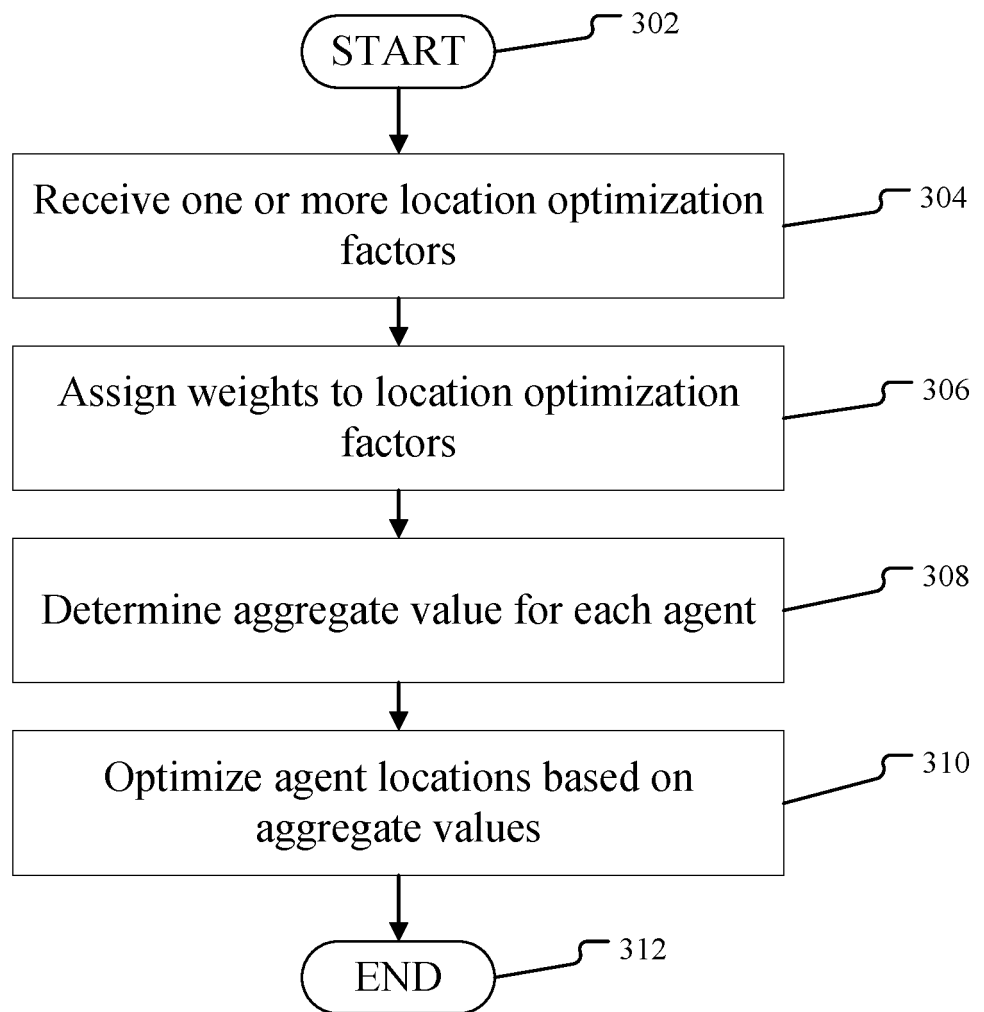 START
302
Receive one or more location optimization
factors
304
Assign weights to location optimization
factors
306
Determine aggregate value for each agent
308
Optimize agent locations based on
aggregate values
310
END
312